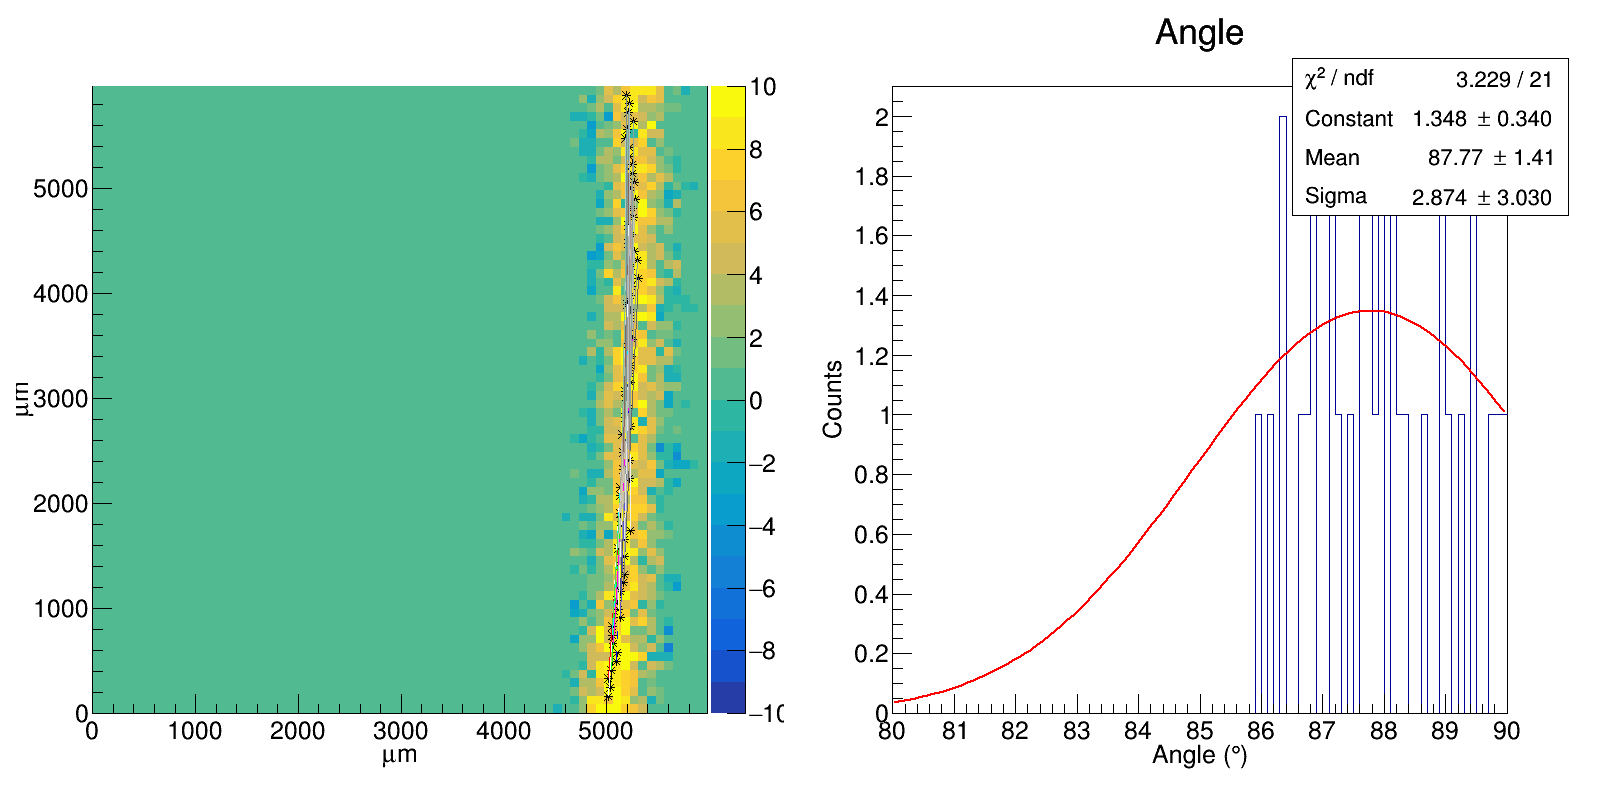 Angle
χ² / ndf 3.229 / 21
Constant 1.348 ± 0.340
Mean 87.77 ± 1.41
Sigma 2.874 ± 3.030
μm
5000
4000
3000
2000
1000
0
0 1000 2000 3000 4000 5000
μm
10
8
6
4
2
0
−2
−4
−6
−8
−10
Counts
2
1.8
1.6
1.4
1.2
1
0.8
0.6
0.4
0.2
0
80 81 82 83 84 85 86 87 88 89 90
Angle (°)